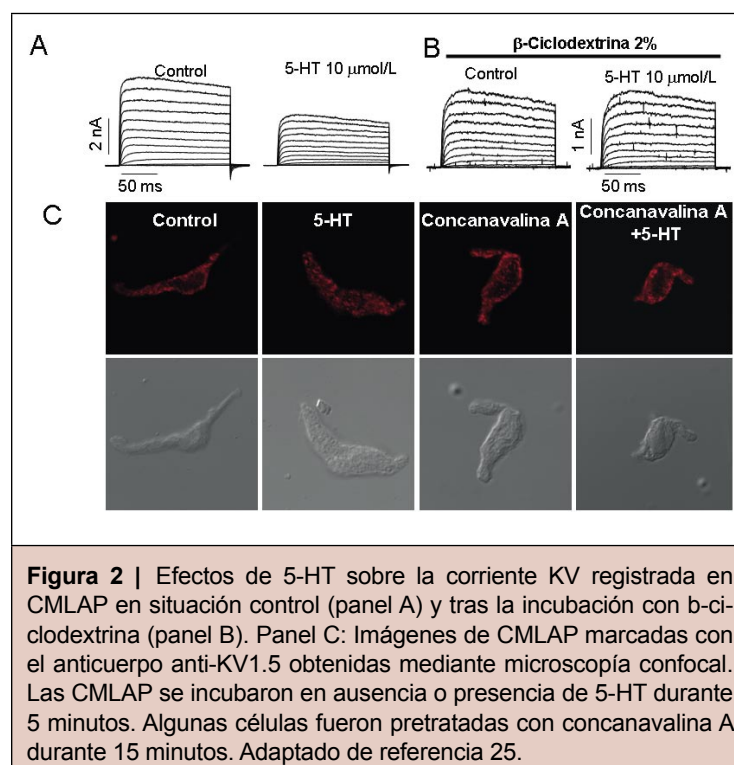 A
Control
5-HT 10 μmol/L
2 nA
50 ms
B
β-Ciclodextrina 2%
Control
5-HT 10 μmol/L
1 nA
50 ms
C
Control
5-HT
Concanavalina A
Concanavalina A
+5-HT
Figura 2 | Efectos de 5-HT sobre la corriente KV registrada en
CMLAP en situación control (panel A) y tras la incubación con b-ci-
clodextrina (panel B). Panel C: Imágenes de CMLAP marcadas con
el anticuerpo anti-KV1.5 obtenidas mediante microscopía confocal.
Las CMLAP se incubaron en ausencia o presencia de 5-HT durante
5 minutos. Algunas células fueron pretratadas con concanavalina A
durante 15 minutos. Adaptado de referencia 25.